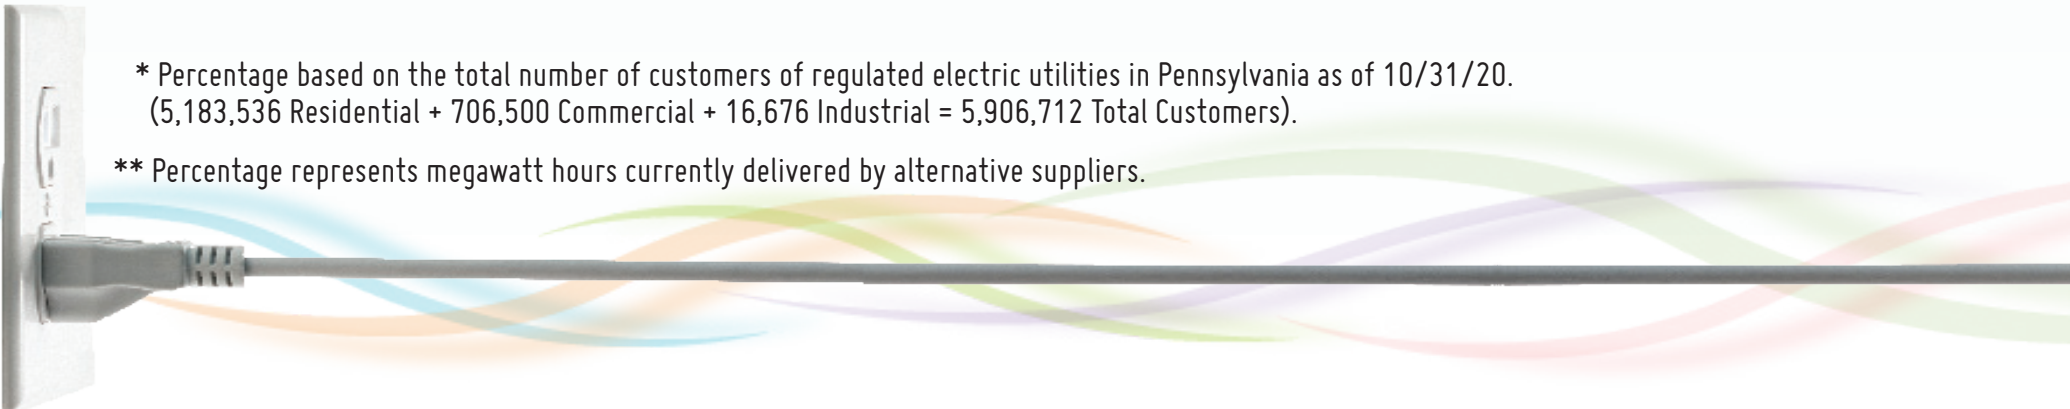 * Percentage based on the total number of customers of regulated electric utilities in Pennsylvania as of 10/31/20.
(5,183,536 Residential + 706,500 Commercial + 16,676 Industrial = 5,906,712 Total Customers).
** Percentage represents megawatt hours currently delivered by alternative suppliers.